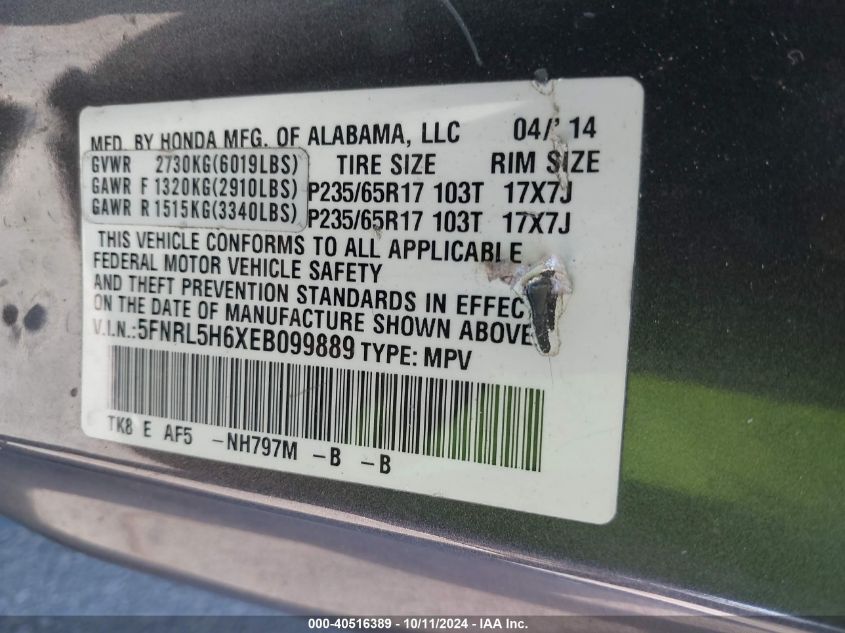 MFD. BY HONDA MFG. OF ALABAMA, LLC 04/'14
GVWR 2730KG(6019LBS) TIRE SIZE RIM SIZE
GAWR F 1320KG(2910LBS) P235/65R17 103T 17X7J
GAWR R 1515KG(3340LBS) P235/65R17 103T 17X7J
THIS VEHICLE CONFORMS TO ALL APPLICABLE
FEDERAL MOTOR VEHICLE SAFETY
AND THEFT PREVENTION STANDARDS IN EFFEC
ON THE DATE OF MANUFACTURE SHOWN ABOVE
V.I.N.:5FNRL5H6XEB099889 TYPE: MPV
TK8 E AF5 -NH797M -B -B
000-40516389 - 10/11/2024 - IAA Inc.